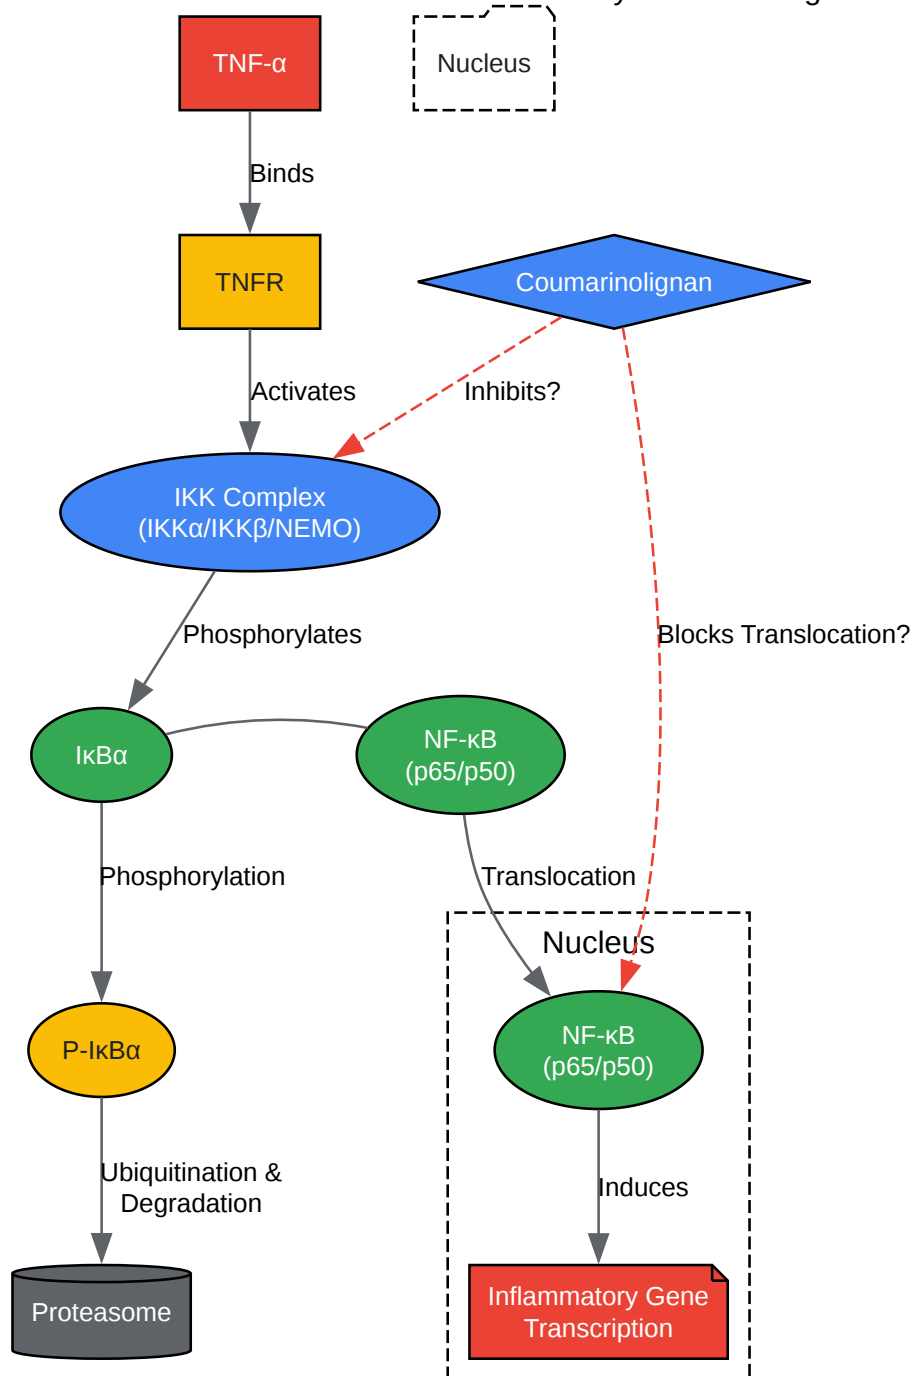 TNF-α
Nucleus
Binds
TNFR
Coumarinolignan
Activates
Inhibits?
IKK Complex
(IKKα/IKKβ/NEMO)
Phosphorylates
Blocks Translocation?
IκBα
NF-κB
(p65/p50)
Phosphorylation
Translocation
Nucleus
P-IκBα
NF-κB
(p65/p50)
Ubiquitination &
Degradation
Induces
Proteasome
Inflammatory Gene
Transcription